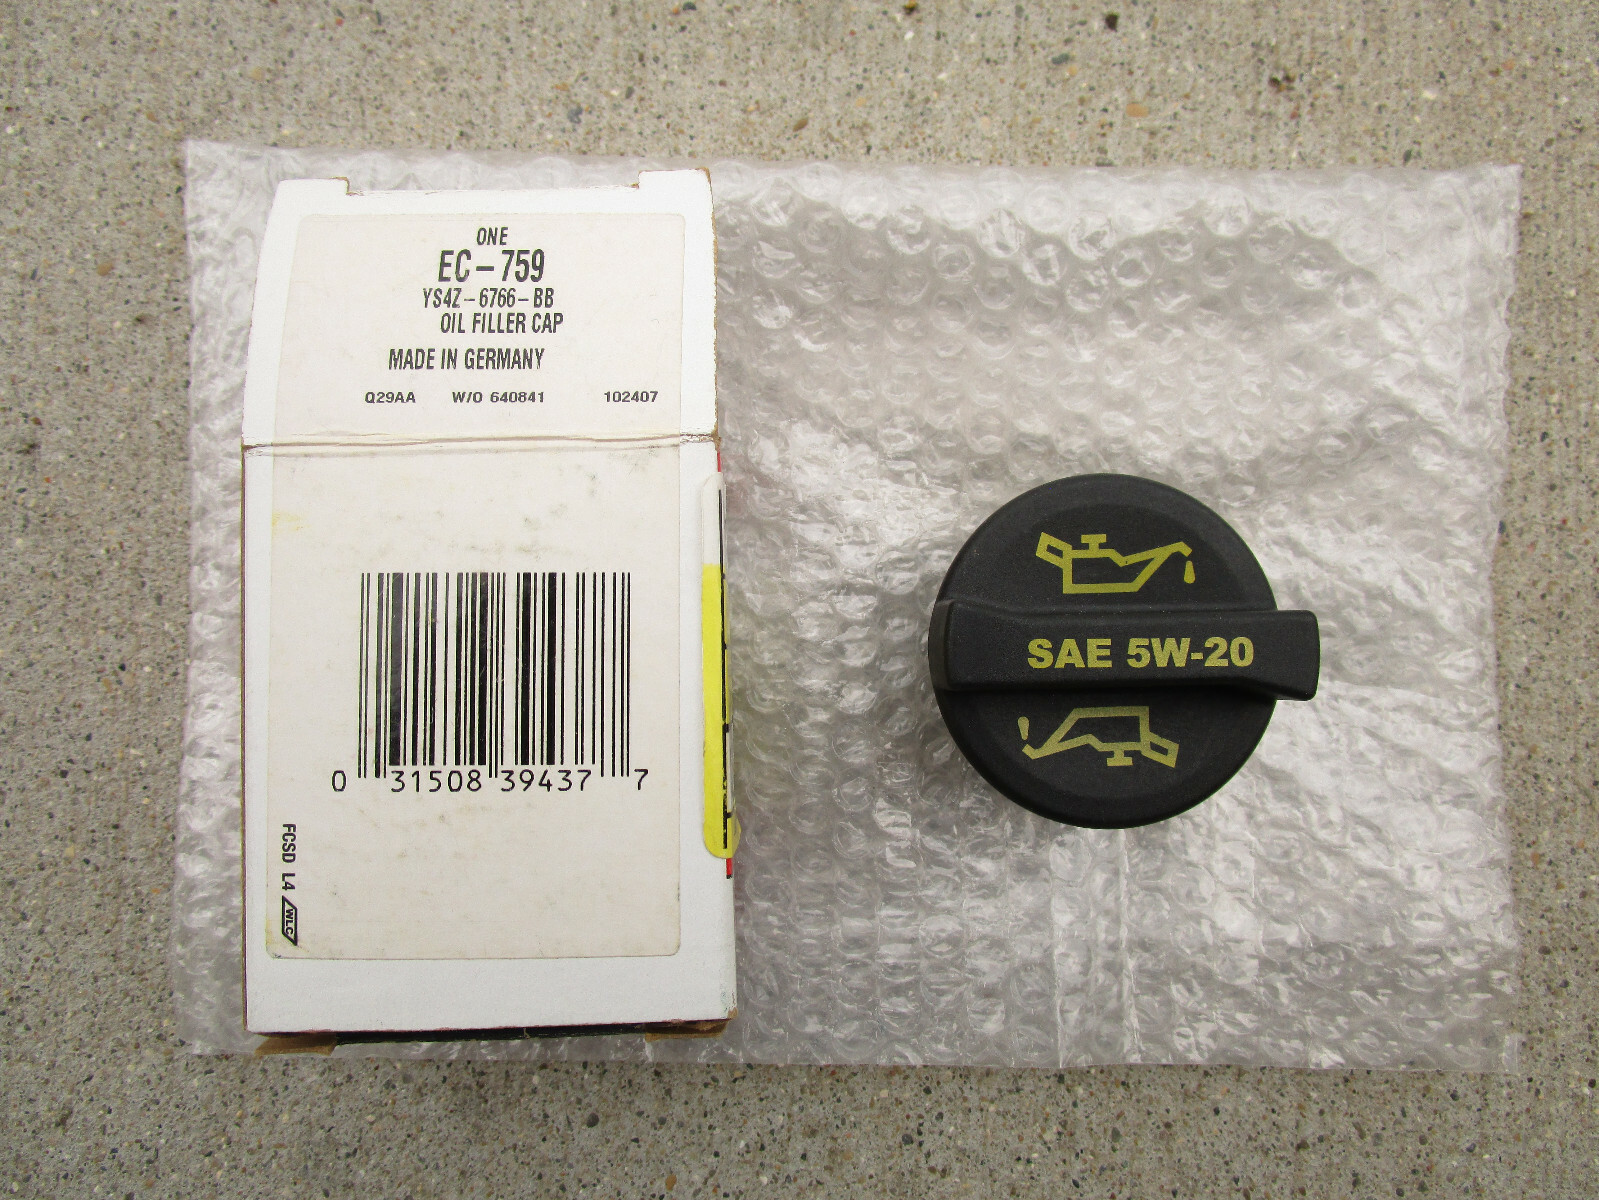 ONE
EC-759
YS4Z-6766-BB
OIL FILLER CAP
MADE IN GERMANY
Q29AA W/O 640841 102407
0 31508 39437 7
FCSD L4 WLC
SAE 5W-20